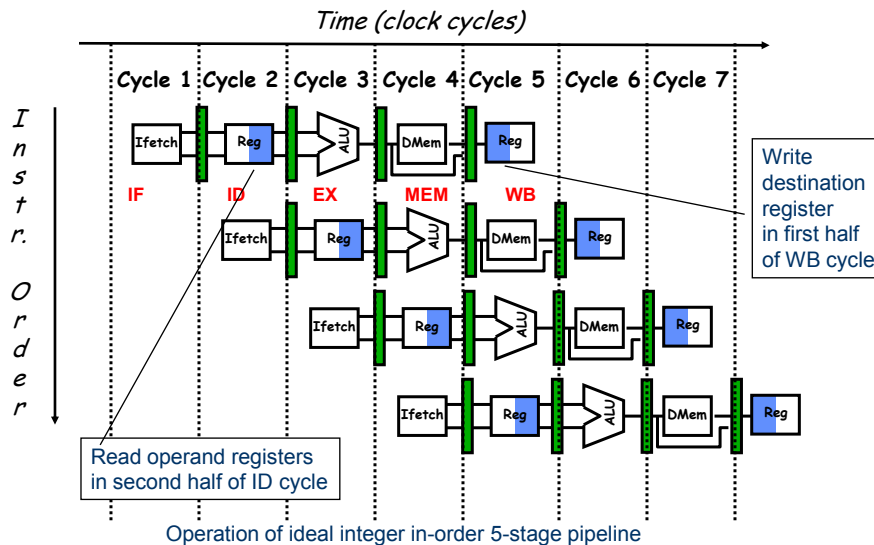 Time (clock cycles)
Cycle 1 Cycle 2 Cycle 3 Cycle 4 Cycle 5 Cycle 6 Cycle 7
Instr. Order
Ifetch Reg ALU DMem Reg
IF ID EX MEM WB
Ifetch Reg ALU DMem Reg
Ifetch Reg ALU DMem Reg
Ifetch Reg ALU DMem Reg
Write
destination
register
in first half
of WB cycle
Read operand registers
in second half of ID cycle
Operation of ideal integer in-order 5-stage pipeline